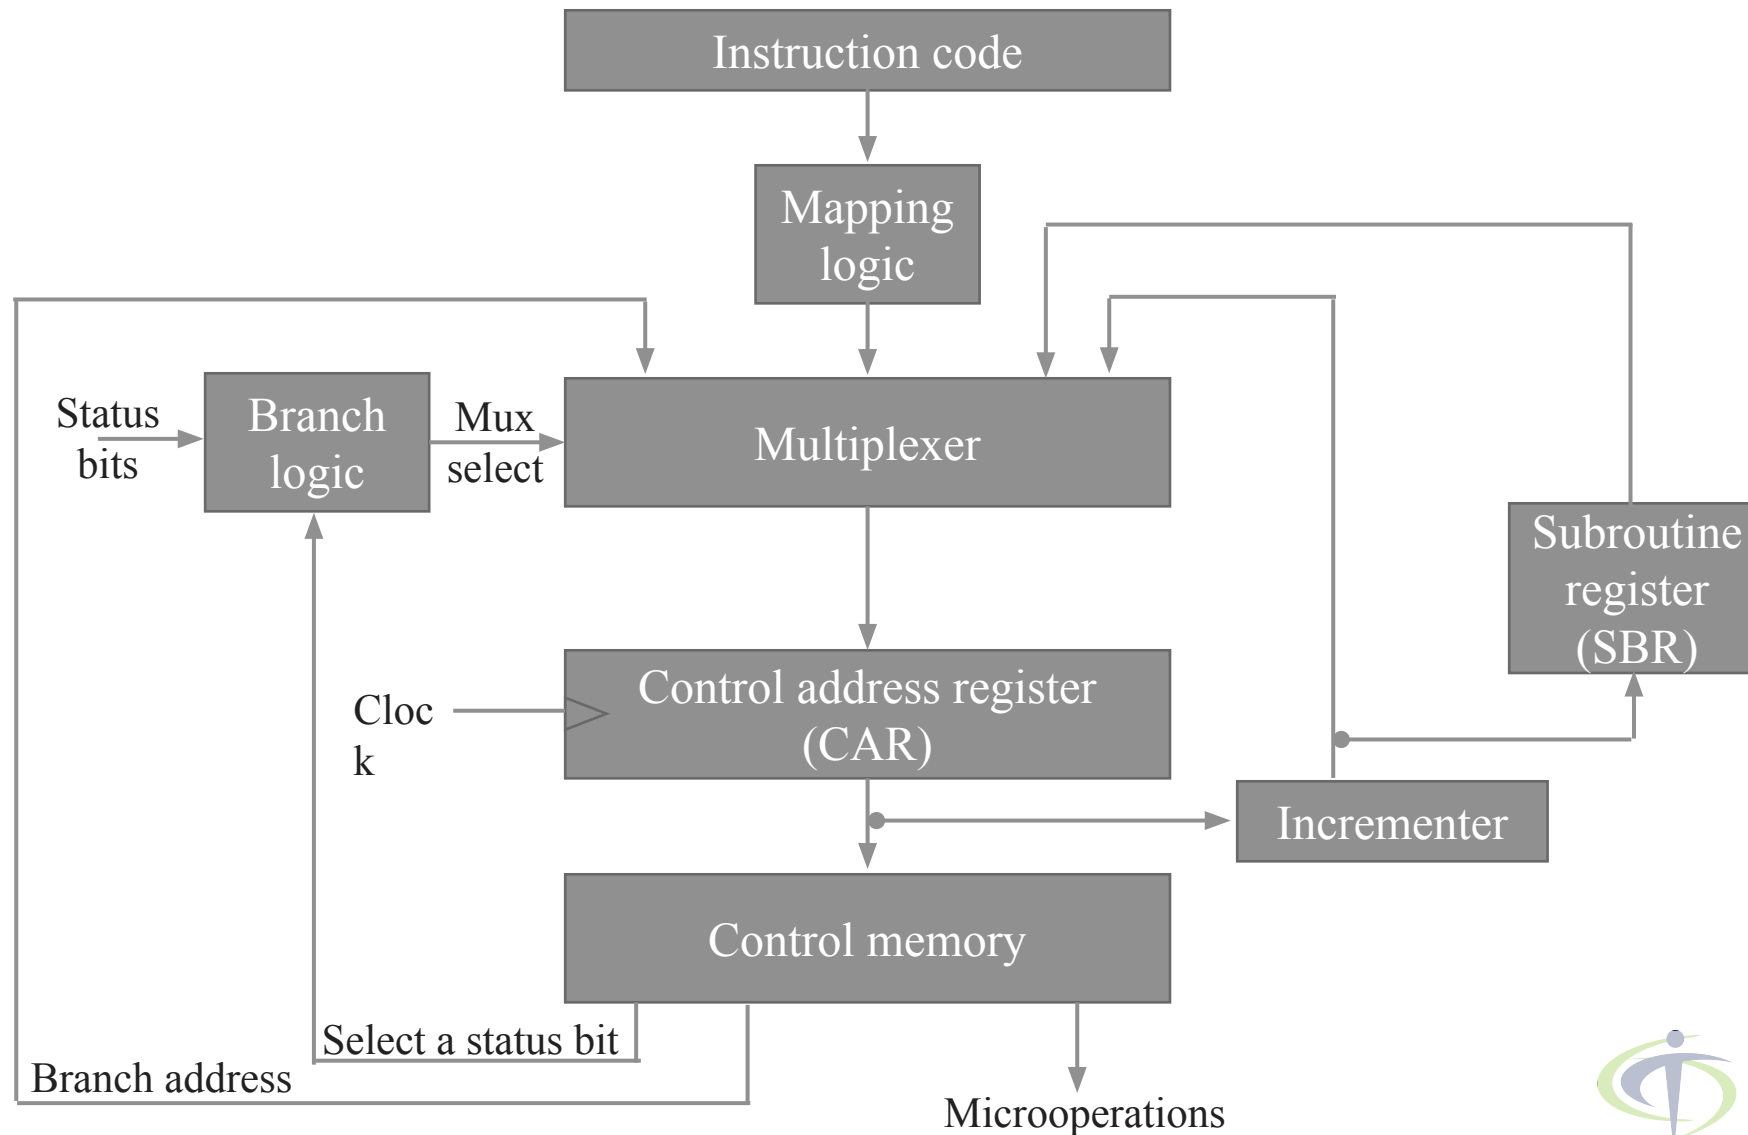 Instruction code
Mapping
logic
Status
bits
Branch
logic
Mux
select
Multiplexer
Subroutine
register
(SBR)
Cloc
k
Control address register
(CAR)
Incrementer
Control memory
Select a status bit
Branch address
Microoperations